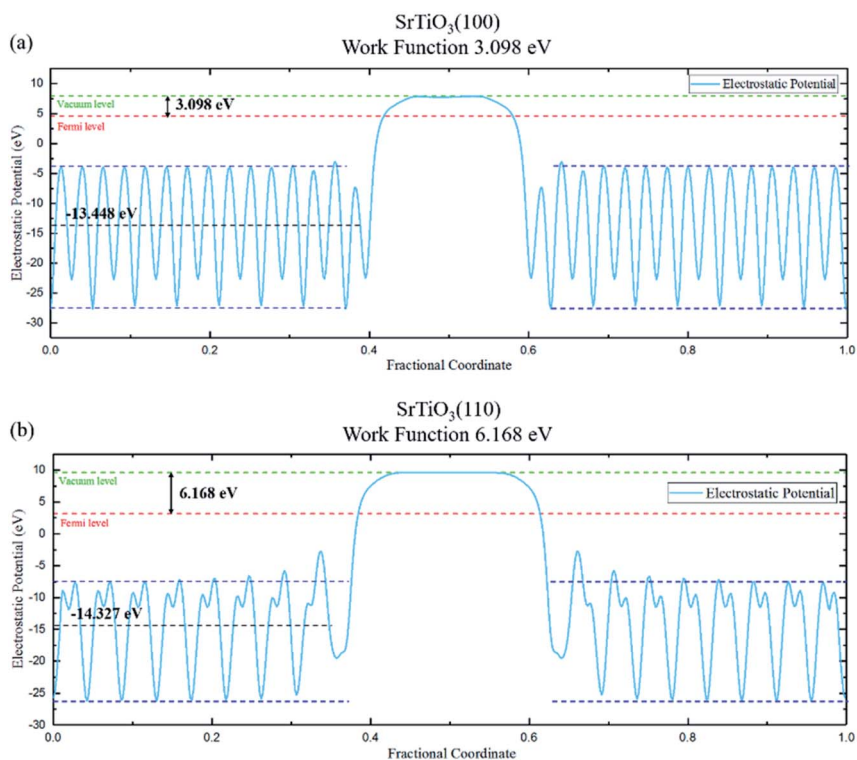 (a)
SrTiO₃(100)
Work Function 3.098 eV
Electrostatic Potential (eV)
10
5
0
-5
-10
-15
-20
-25
-30
Vacuum level
3.098 eV
Fermi level
Electrostatic Potential
-13.448 eV
0.0
0.2
0.4
0.6
0.8
1.0
Fractional Coordinate
(b)
SrTiO₃(110)
Work Function 6.168 eV
Electrostatic Potential (eV)
10
5
0
-5
-10
-15
-20
-25
-30
Vacuum level
6.168 eV
Fermi level
Electrostatic Potential
-14.327 eV
0.0
0.2
0.4
0.6
0.8
1.0
Fractional Coordinate